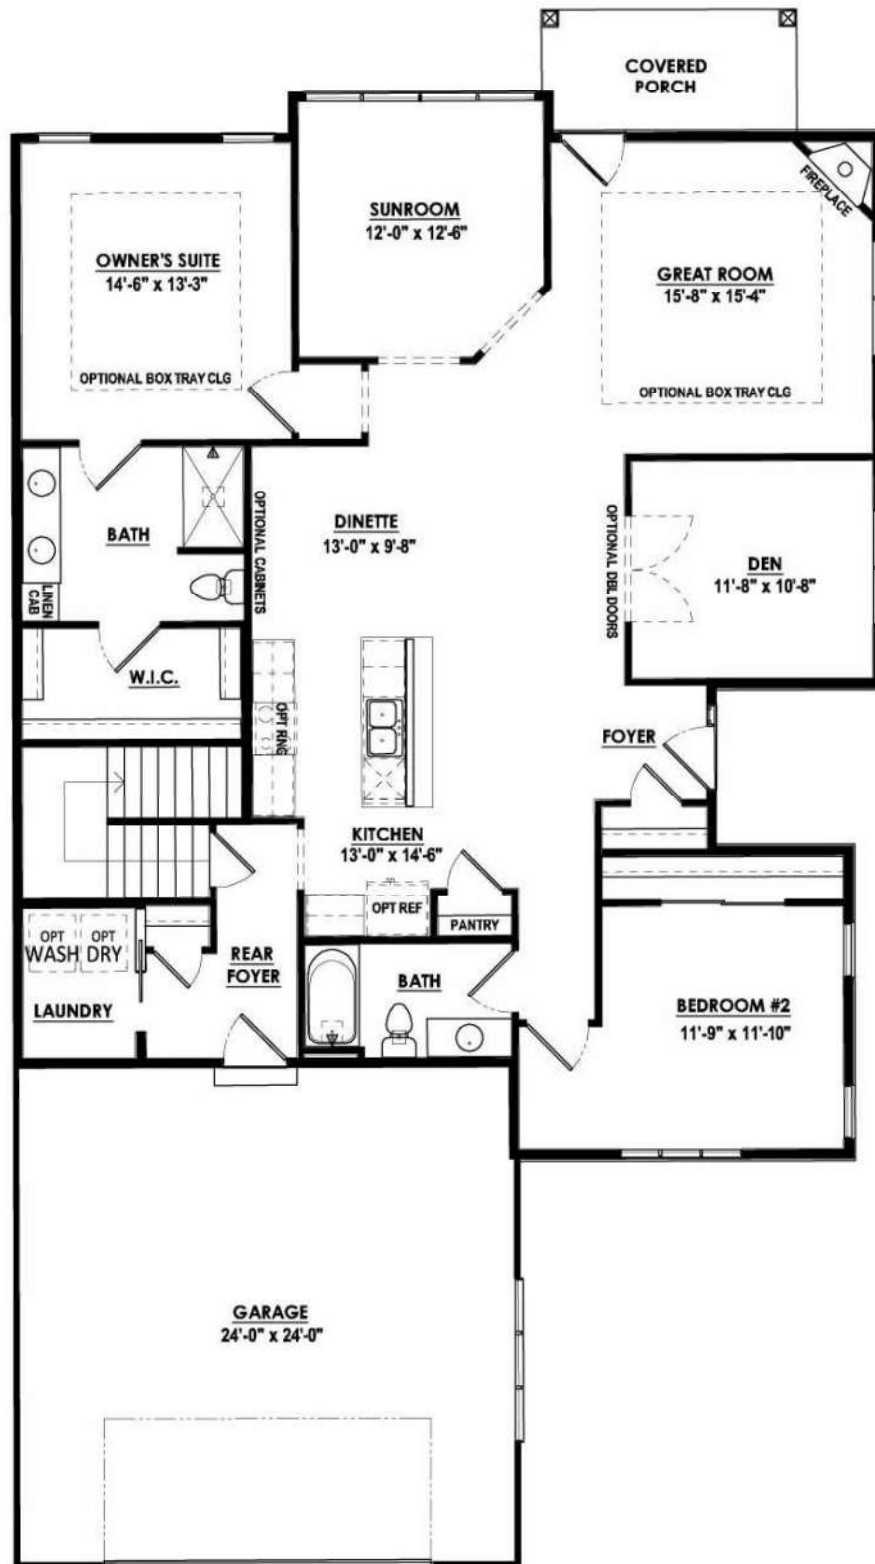 COVERED
PORCH
SUNROOM
12'-0" x 12'-6"
FIREPLACE
OWNER'S SUITE
14'-6" x 13'-3"
GREAT ROOM
15'-8" x 15'-4"
OPTIONAL BOX TRAY CLG
OPTIONAL BOX TRAY CLG
BATH
OPTIONAL CABINETS
DINETTE
13'-0" x 9'-8"
OPTIONAL DBL DOORS
DEN
11'-8" x 10'-8"
LINEN
CAB
W.I.C.
OPT RNG
FOYER
KITCHEN
13'-0" x 14'-6"
OPT REF
PANTRY
OPT
WASH
OPT
DRY
REAR
FOYER
BATH
LAUNDRY
BEDROOM #2
11'-9" x 11'-10"
GARAGE
24'-0" x 24'-0"